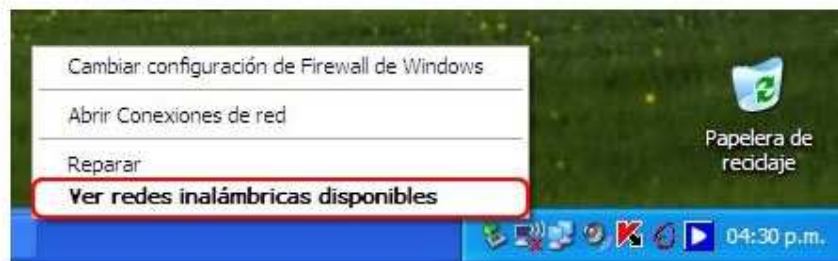 Cambiar configuración de Firewall de Windows
Abrir Conexiones de red
Reparar
Ver redes inalámbricas disponibles
Papelera de
reciclaje
04:30 p.m.